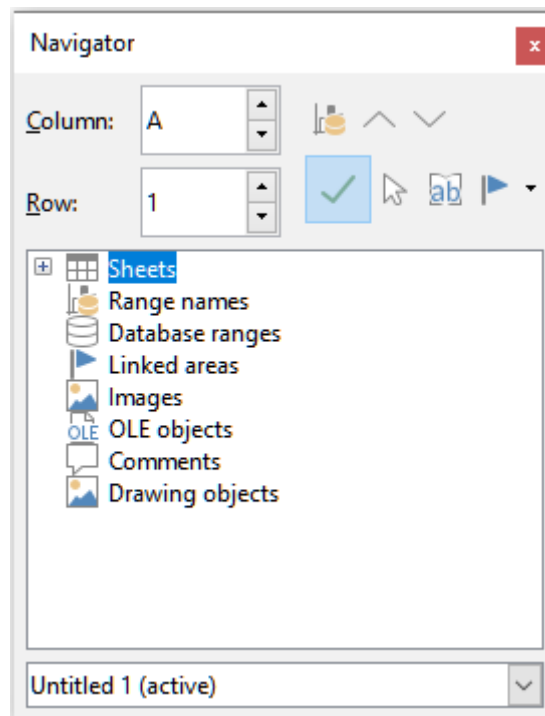 Navigator
x
Column: A
Row: 1
ab
Sheets
Range names
Database ranges
Linked areas
Images
OLE OLE objects
Comments
Drawing objects
Untitled 1 (active)